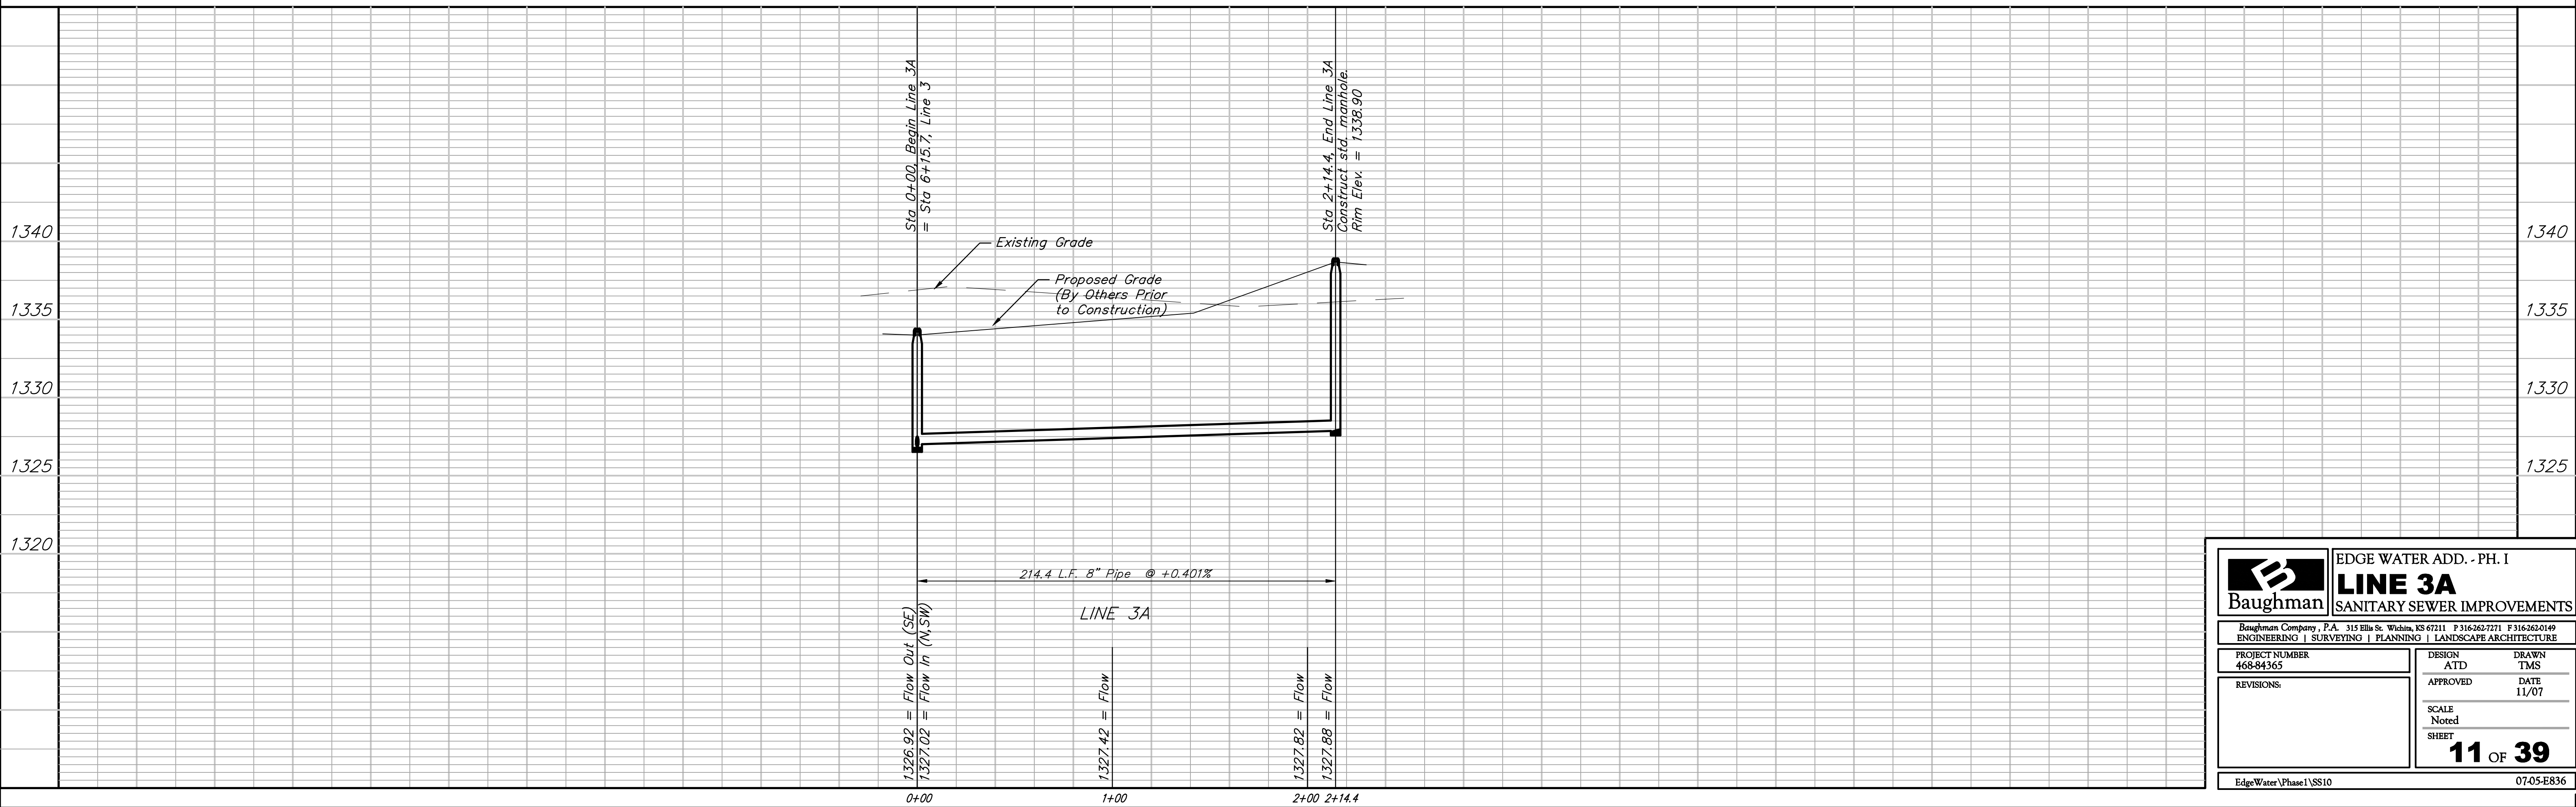 Sta 0+00, Begin Line 3A
= Sta 6+15.7, Line 3
Sta 2+14.4, End Line 3A
Construct std. manhole.
Rim Elev. = 1338.90
1340
1340
Existing Grade
Proposed Grade
(By Others Prior
to Construction)
1335
1335
1330
1330
1325
1325
1320
214.4 L.F. 8" Pipe @ +0.401%
LINE 3A
1326.92 = Flow Out (SE)
1327.02 = Flow In (N,SW)
1327.42 = Flow
1327.82 = Flow
1327.88 = Flow
0+00
1+00
2+00
2+14.4
B
Baughman
EDGE WATER ADD. - PH. I
LINE 3A
SANITARY SEWER IMPROVEMENTS
Baughman Company, P.A. 315 Ellis St. Wichita, KS 67211 P 316-262-7271 F 316-262-0149
ENGINEERING | SURVEYING | PLANNING | LANDSCAPE ARCHITECTURE
PROJECT NUMBER
468-84365
REVISIONS:
DESIGN
ATD
DRAWN
TMS
APPROVED
DATE
11/07
SCALE
Noted
SHEET
11 OF 39
EdgeWater\Phase1\SS10
07-05-E836